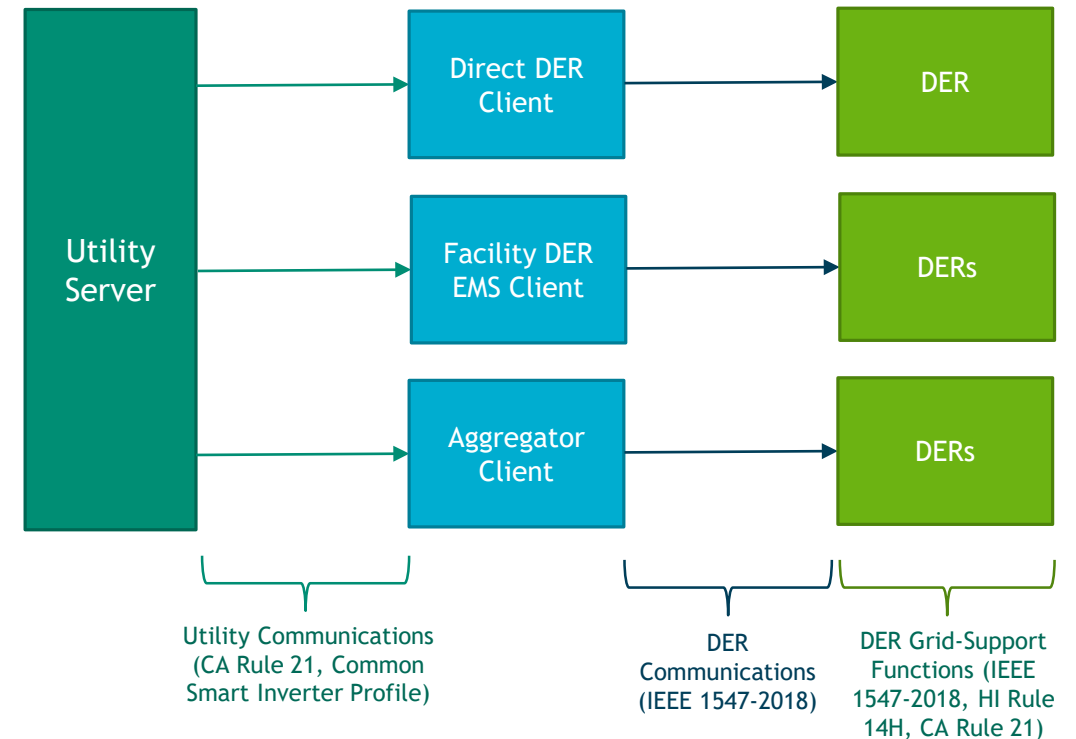 Direct DER
Client
DER
Utility
Server
Facility DER
EMS Client
DERs
Aggregator
Client
DERs
Utility Communications
(CA Rule 21, Common
Smart Inverter Profile)
DER
Communications
(IEEE 1547-2018)
DER Grid-Support
Functions (IEEE
1547-2018, HI Rule
14H, CA Rule 21)